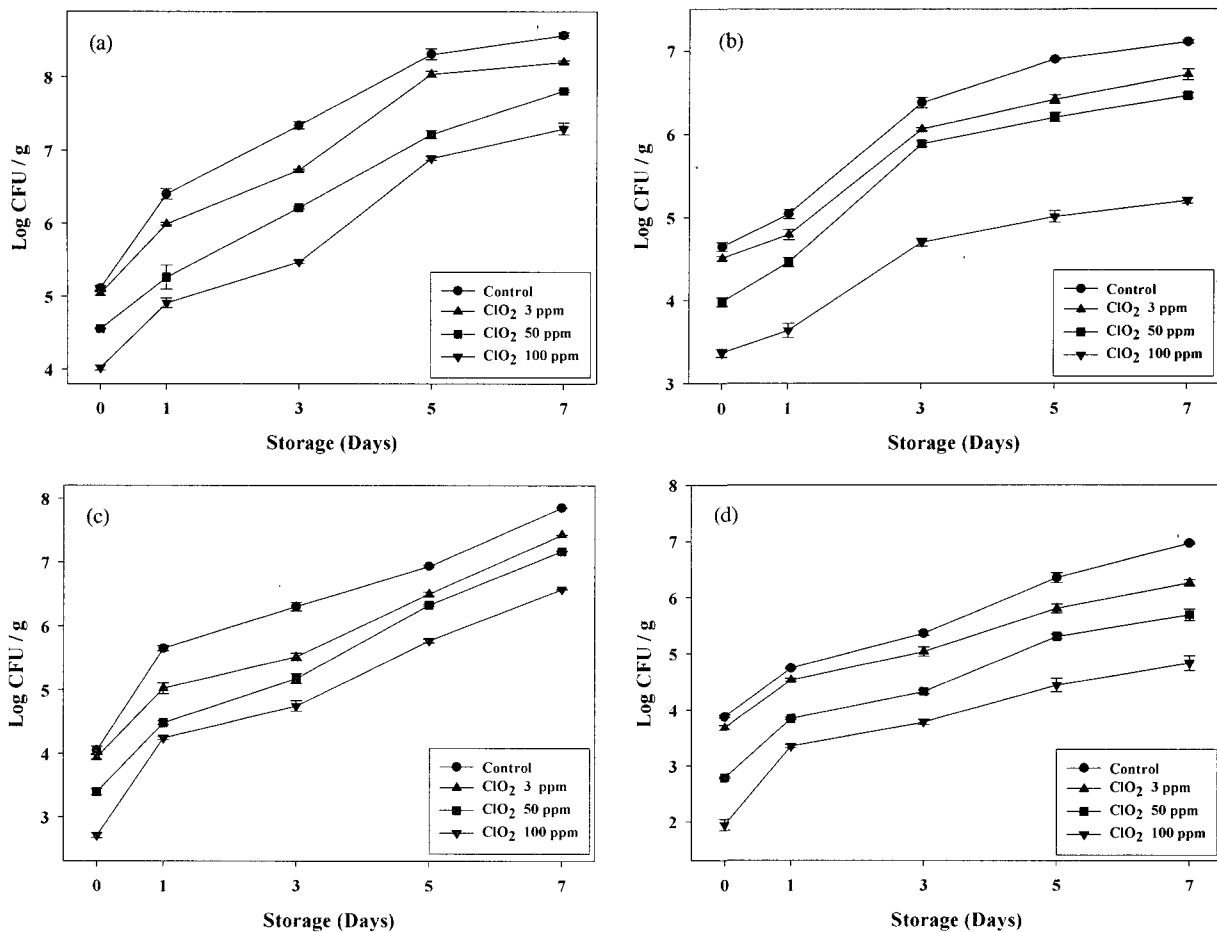 (a)
Log CFU / g
8
7
6
5
4
Control
ClO2 3 ppm
ClO2 50 ppm
ClO2 100 ppm
0 1 3 5 7
Storage (Days)
(b)
Log CFU / g
7
6
5
4
3
Control
ClO2 3 ppm
ClO2 50 ppm
ClO2 100 ppm
0 1 3 5 7
Storage (Days)
(c)
Log CFU / g
8
7
6
5
4
3
Control
ClO2 3 ppm
ClO2 50 ppm
ClO2 100 ppm
0 1 3 5 7
Storage (Days)
(d)
Log CFU / g
8
7
6
5
4
3
2
Control
ClO2 3 ppm
ClO2 50 ppm
ClO2 100 ppm
0 1 3 5 7
Storage (Days)